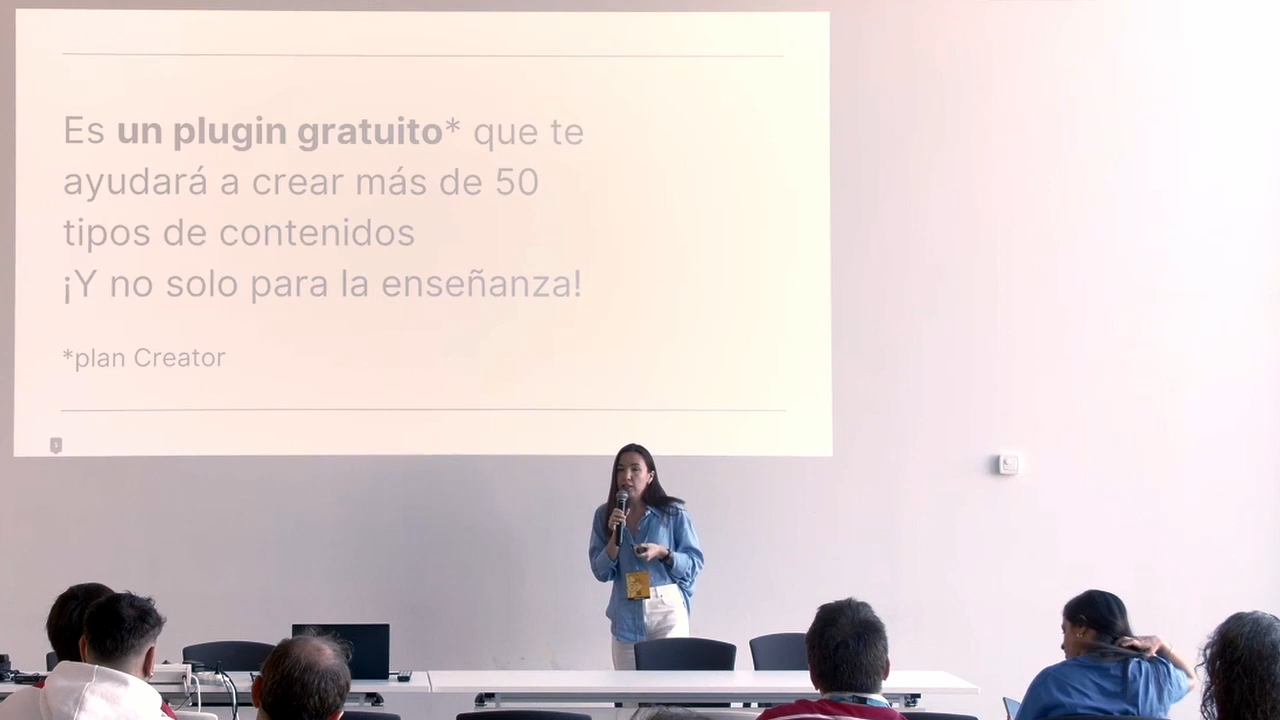 Es un plugin gratuito* que te
ayudará a crear más de 50
tipos de contenidos
¡Y no solo para la enseñanza!
*plan Creator